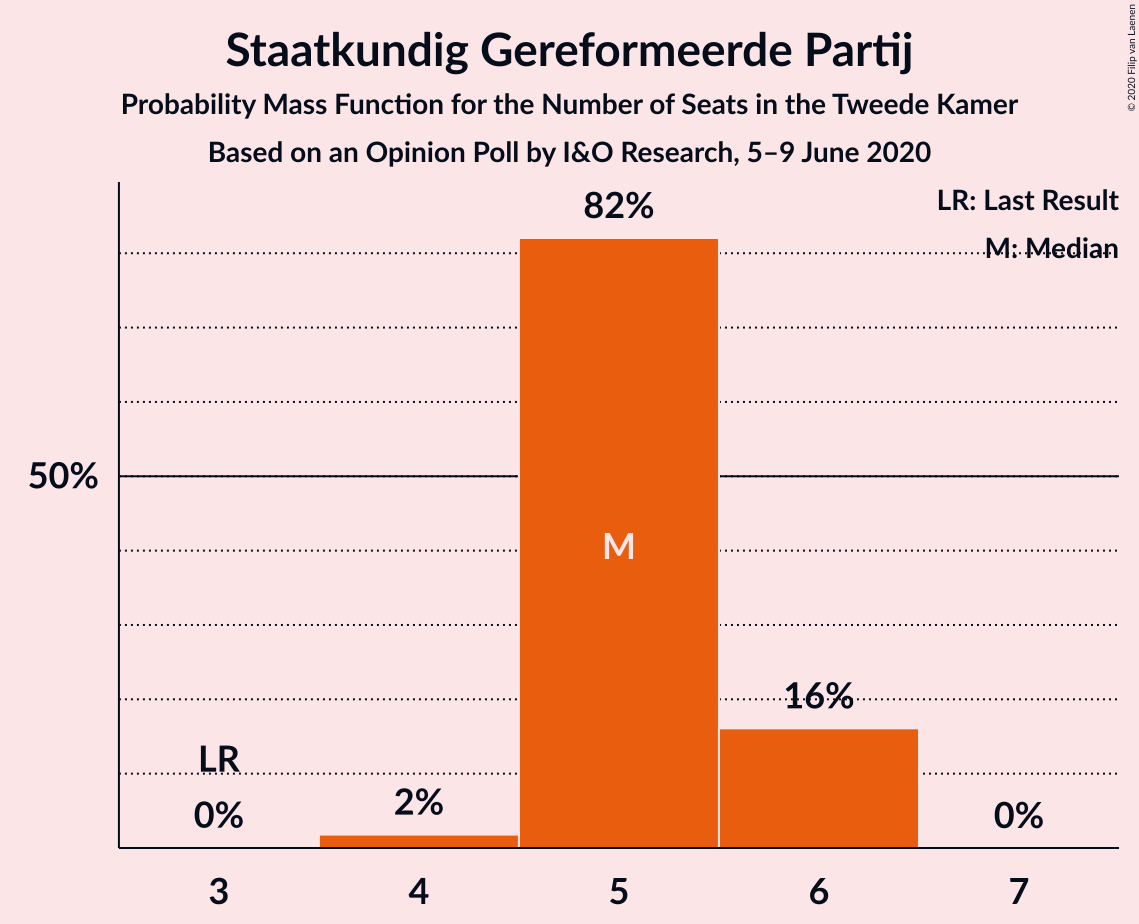 Staatkundig Gereformeerde Partij
Probability Mass Function for the Number of Seats in the Tweede Kamer
Based on an Opinion Poll by I&O Research, 5–9 June 2020
© 2020 Filip van Laenen
LR: Last Result
M: Median
82%
50%
M
16%
LR
0%
2%
0%
3 4 5 6 7